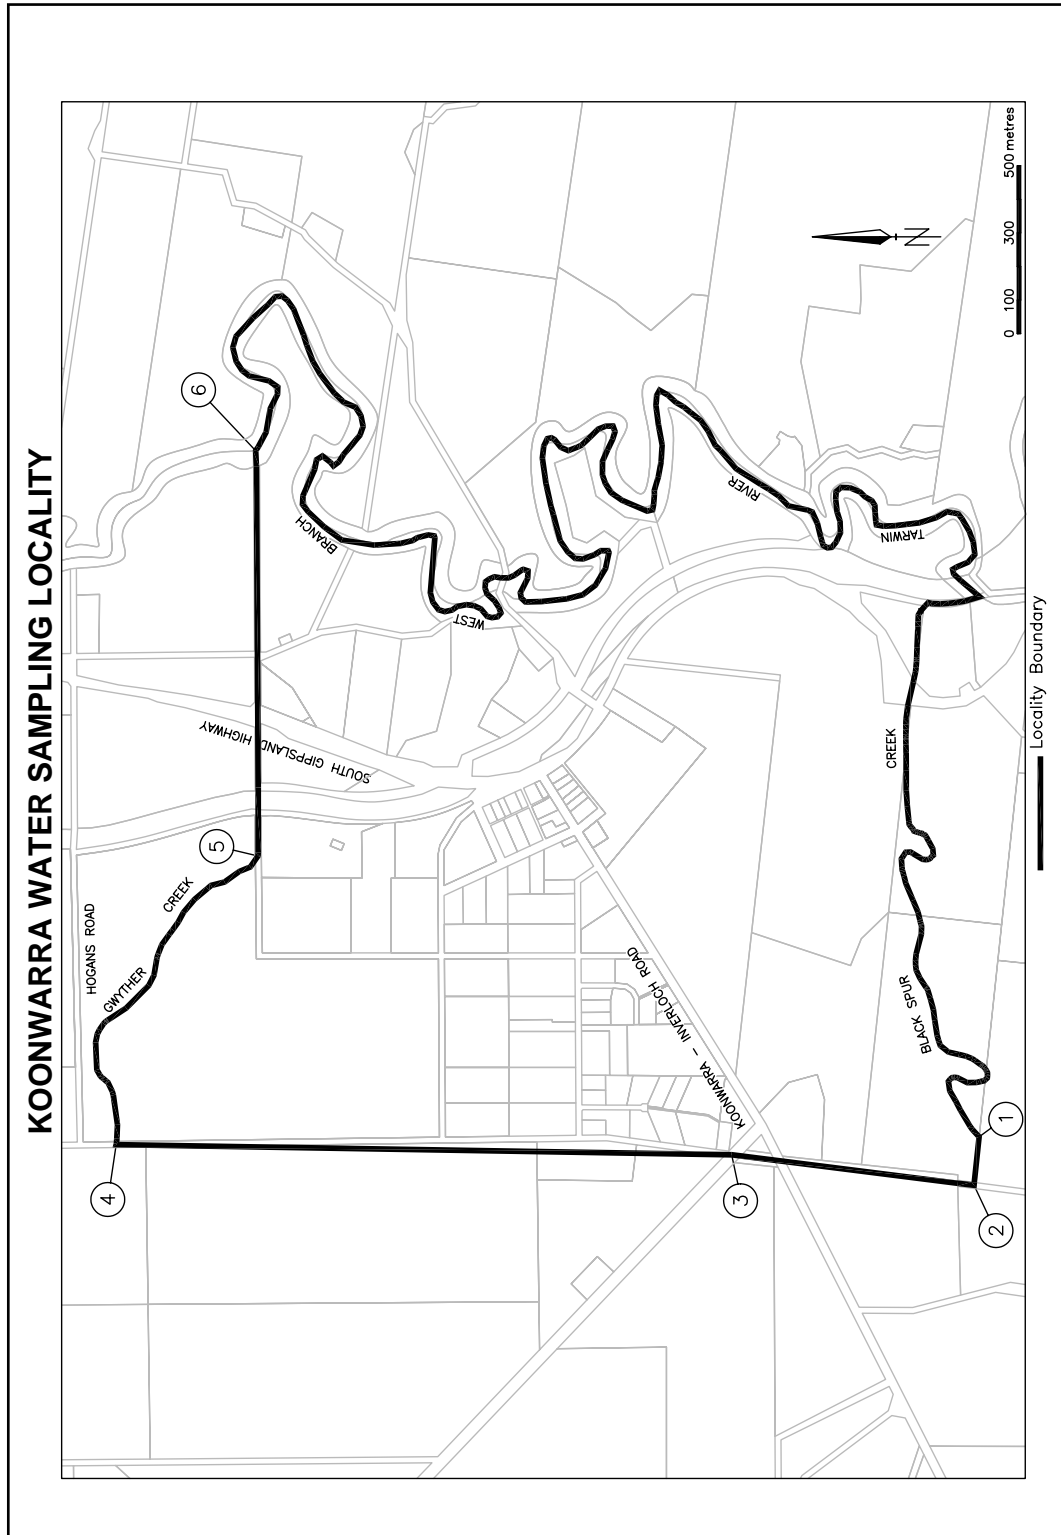 KOONWARRA WATER SAMPLING LOCALITY
HOGANS ROAD
GWYTHER
CREEK
SOUTH GIPPSLAND HIGHWAY
BRANCH
WEST
RIVER
TARWIN
CREEK
BLACK SPUR
KOONWARRA - INVERLOCH ROAD
1
2
3
4
5
6
N
0 100 300 500 metres
Locality Boundary